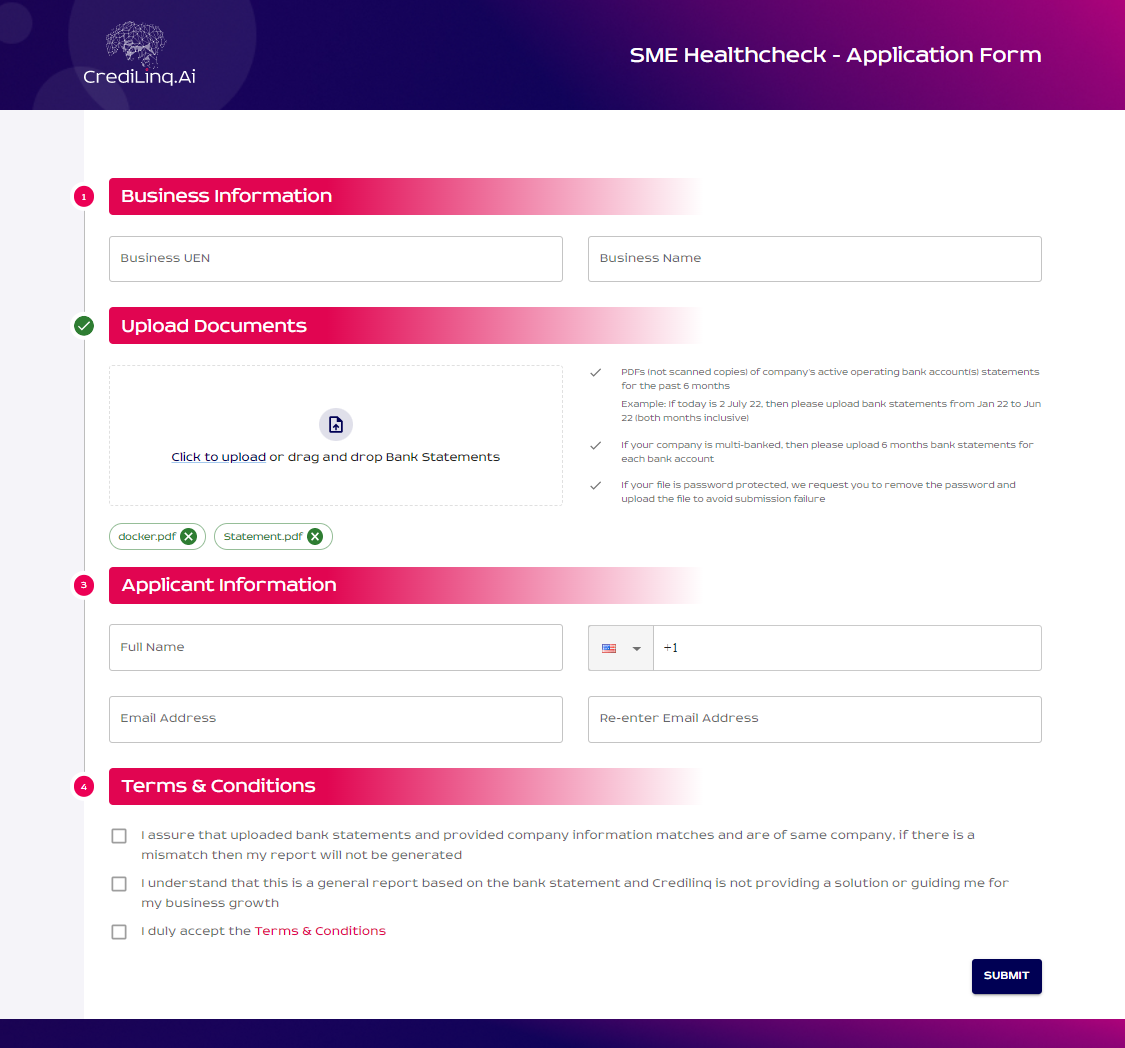 CrediLinq.Ai
SME Healthcheck - Application Form
1
Business Information
Business UEN
Business Name
Upload Documents
Click to upload or drag and drop Bank Statements
PDFs (not scanned copies) of company's active operating bank account(s) statements
for the past 6 months
Example: If today is 2 July 22, then please upload bank statements from Jan 22 to Jun
22 (both months inclusive)
If your company is multi-banked, then please upload 6 months bank statements for
each bank account
If your file is password protected, we request you to remove the password and
upload the file to avoid submission failure
docker.pdf
Statement.pdf
3
Applicant Information
Full Name
+1
Email Address
Re-enter Email Address
4
Terms & Conditions
I assure that uploaded bank statements and provided company information matches and are of same company, if there is a
mismatch then my report will not be generated
I understand that this is a general report based on the bank statement and Credilinq is not providing a solution or guiding me for
my business growth
I duly accept the Terms & Conditions
SUBMIT